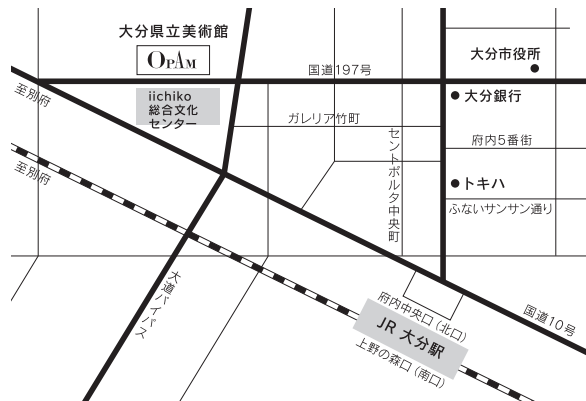 大分県立美術館
OPAM
大分市役所
国道197号
至別府
iichiko
総合文化
センター
大分銀行
ガレリア竹町
セントポルタ中央町
府内5番街
至別府
トキハ
ふないサンサン通り
大道バイパス
府内中央口(北口)
国道10号
JR 大分駅
上野の森口(南口)